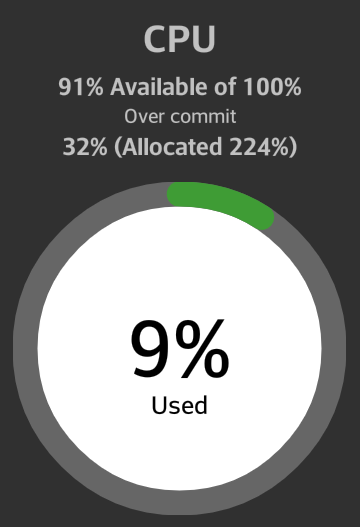 CPU
91% Available of 100%
Over commit
32% (Allocated 224%)
9%
Used